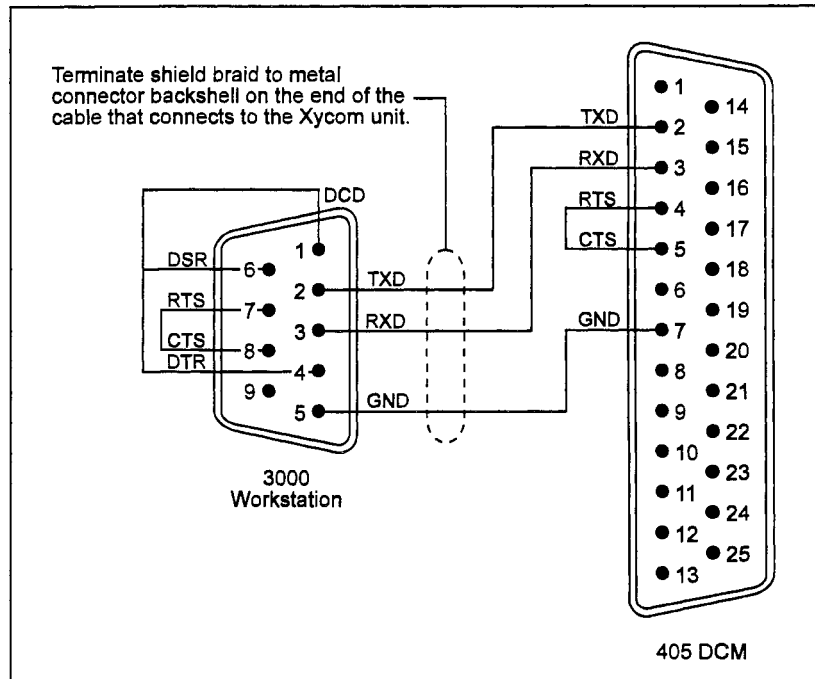 Terminate shield braid to metal
connector backshell on the end of the
cable that connects to the Xycom unit.
DCD
1
DSR
6
2
TXD
RTS
7
3
RXD
CTS
8
DTR
4
9
5
GND
3000
Workstation
1
14
TXD
2
15
RXD
3
16
RTS
4
17
CTS
5
18
6
19
GND
7
20
8
21
9
22
10
23
11
24
12
25
13
405 DCM